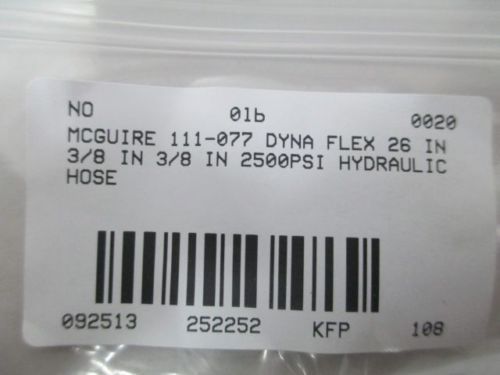 NO 01b 0020
MCGUIRE 111-077 DYNA FLEX 26 IN
3/8 IN 3/8 IN 2500PSI HYDRAULIC
HOSE
092513 252252 KFP 108